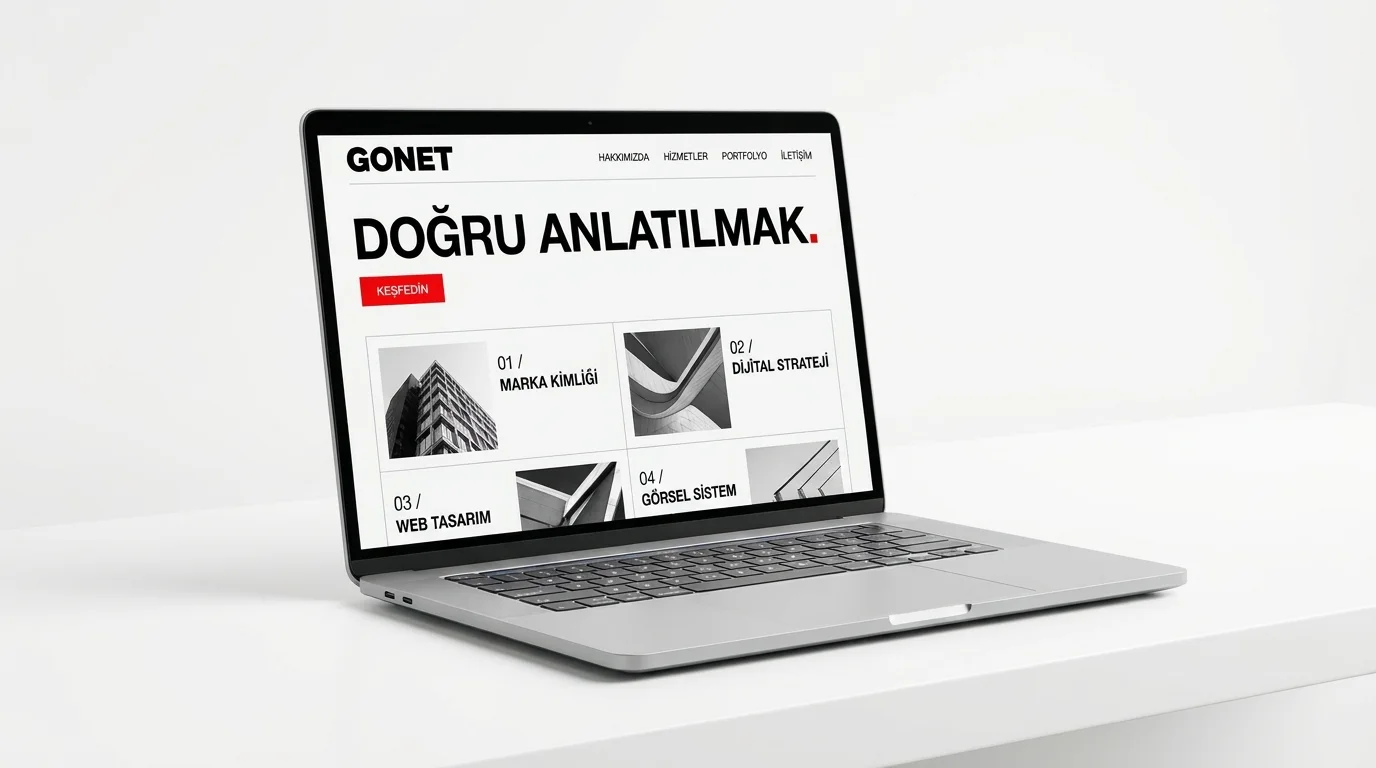 GONET
HAKKIMIZDA HİZMETLER PORTFOLYO İLETİŞİM
DOĞRU ANLATILMAK.
KEŞFEDİN
01 /
MARKA KİMLİĞİ
02 /
DİJİTAL STRATEJİ
03 /
WEB TASARIM
04 /
GÖRSEL SİSTEM